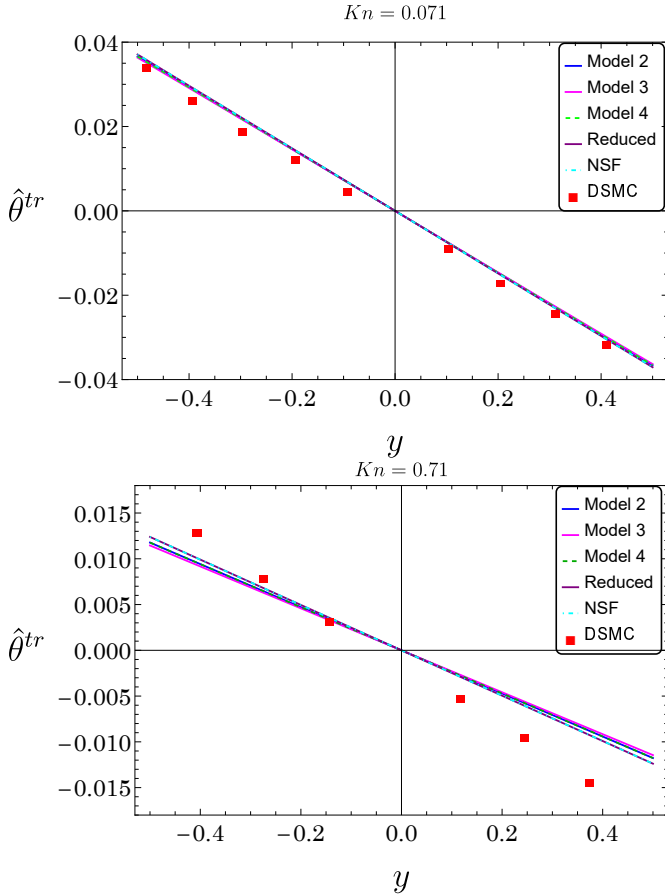 Kn = 0.071
0.04
0.02
0.00
−0.02
−0.04
θ̂^tr
−0.4 −0.2 0.0 0.2 0.4
y
Model 2
Model 3
Model 4
Reduced
NSF
DSMC
Kn = 0.71
0.015
0.010
0.005
0.000
−0.005
−0.010
−0.015
θ̂^tr
−0.4 −0.2 0.0 0.2 0.4
y
Model 2
Model 3
Model 4
Reduced
NSF
DSMC